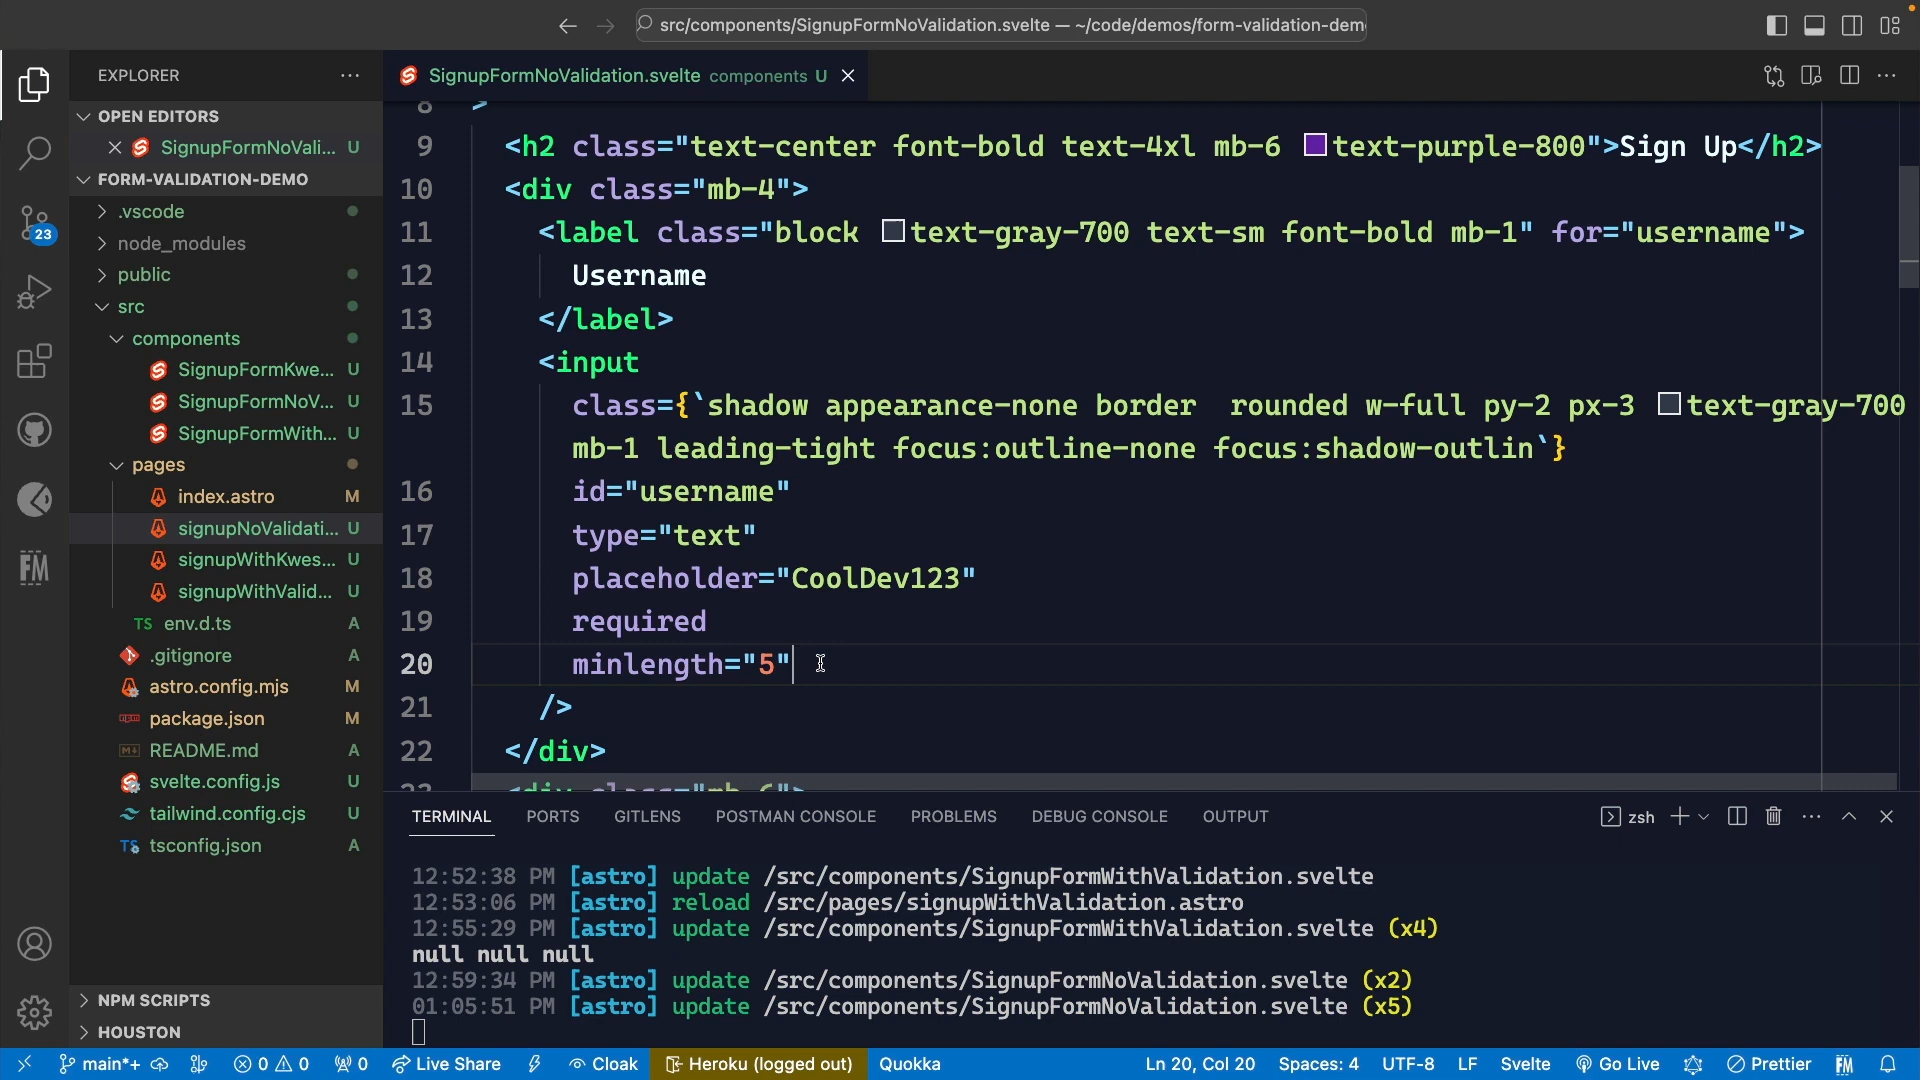 src/components/SignupFormNoValidation.svelte — ~/code/demos/form-validation-dem
EXPLORER
OPEN EDITORS
SignupFormNoVali... U
FORM-VALIDATION-DEMO
.vscode
node_modules
public
src
components
SignupFormKwe... U
SignupFormNoV... U
SignupFormWith... U
pages
index.astro M
signupNoValidati... U
signupWithKwes... U
signupWithValid... U
TS env.d.ts A
.gitignore A
astro.config.mjs M
package.json M
README.md A
svelte.config.js U
tailwind.config.cjs U
TS tsconfig.json A
NPM SCRIPTS
HOUSTON
23
FM
SignupFormNoValidation.svelte components U
8 >
9 <h2 class="text-center font-bold text-4xl mb-6 text-purple-800">Sign Up</h2>
10 <div class="mb-4">
11 <label class="block text-gray-700 text-sm font-bold mb-1" for="username">
12 Username
13 </label>
14 <input
15 class={`shadow appearance-none border  rounded w-full py-2 px-3 text-gray-700
mb-1 leading-tight focus:outline-none focus:shadow-outlin`}
16 id="username"
17 type="text"
18 placeholder="CoolDev123"
19 required
20 minlength="5"
21 />
22 </div>
23 <div class="mb-6">
TERMINAL PORTS GITLENS POSTMAN CONSOLE PROBLEMS DEBUG CONSOLE OUTPUT zsh
12:52:38 PM [astro] update /src/components/SignupFormWithValidation.svelte
12:53:06 PM [astro] reload /src/pages/signupWithValidation.astro
12:55:29 PM [astro] update /src/components/SignupFormWithValidation.svelte (x4)
null null null
12:59:34 PM [astro] update /src/components/SignupFormNoValidation.svelte (x2)
01:05:51 PM [astro] update /src/components/SignupFormNoValidation.svelte (x5)
main*+ 0 0 0 Live Share Cloak Heroku (logged out) Quokka Ln 20, Col 20 Spaces: 4 UTF-8 LF Svelte Go Live Prettier FM